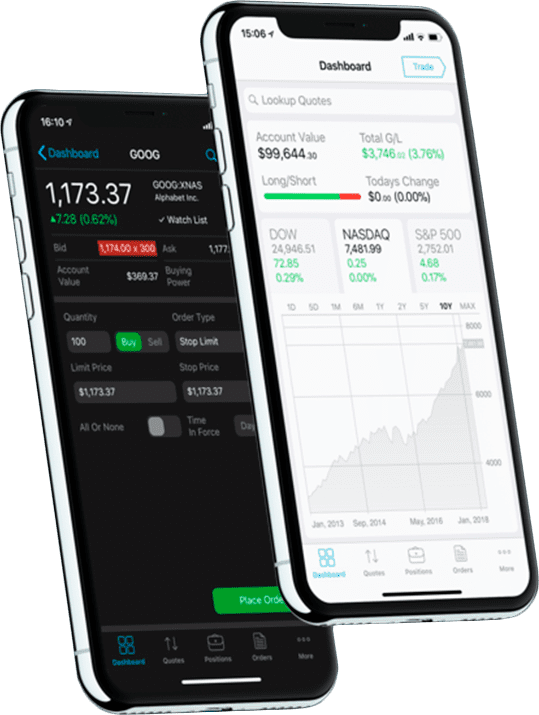 16:10
Dashboard GOOG
1,173.37
GOOG:XNAS
Alphabet Inc.
▲7.28 (0.62%)
✓ Watch List
Bid 1,174.00 x 300 Ask
Account Value $369.37 Buying Power
Quantity Order Type
100 Buy Sell Stop Limit
Limit Price Stop Price
$1,173.37 $1,173.37
All Or None Time In Force
Place
Dashboard Quotes Positions Orders More
15:06
Dashboard Trade
Lookup Quotes
Account Value Total G/L
$99,644.30 $3,746.02 (3.76%)
Long/Short Todays Change
$0.00 (0.00%)
DOW NASDAQ S&P 500
24,946.51 7,481.99 2,752.01
72.85 0.25 4.68
0.29% 0.00% 0.17%
1D 5D 1M 6M 1Y 2Y 5Y 10Y MAX
8000
6000
4000
Jan, 2013 Sep, 2014 May, 2016 Jan, 2018
Dashboard Quotes Positions Orders More